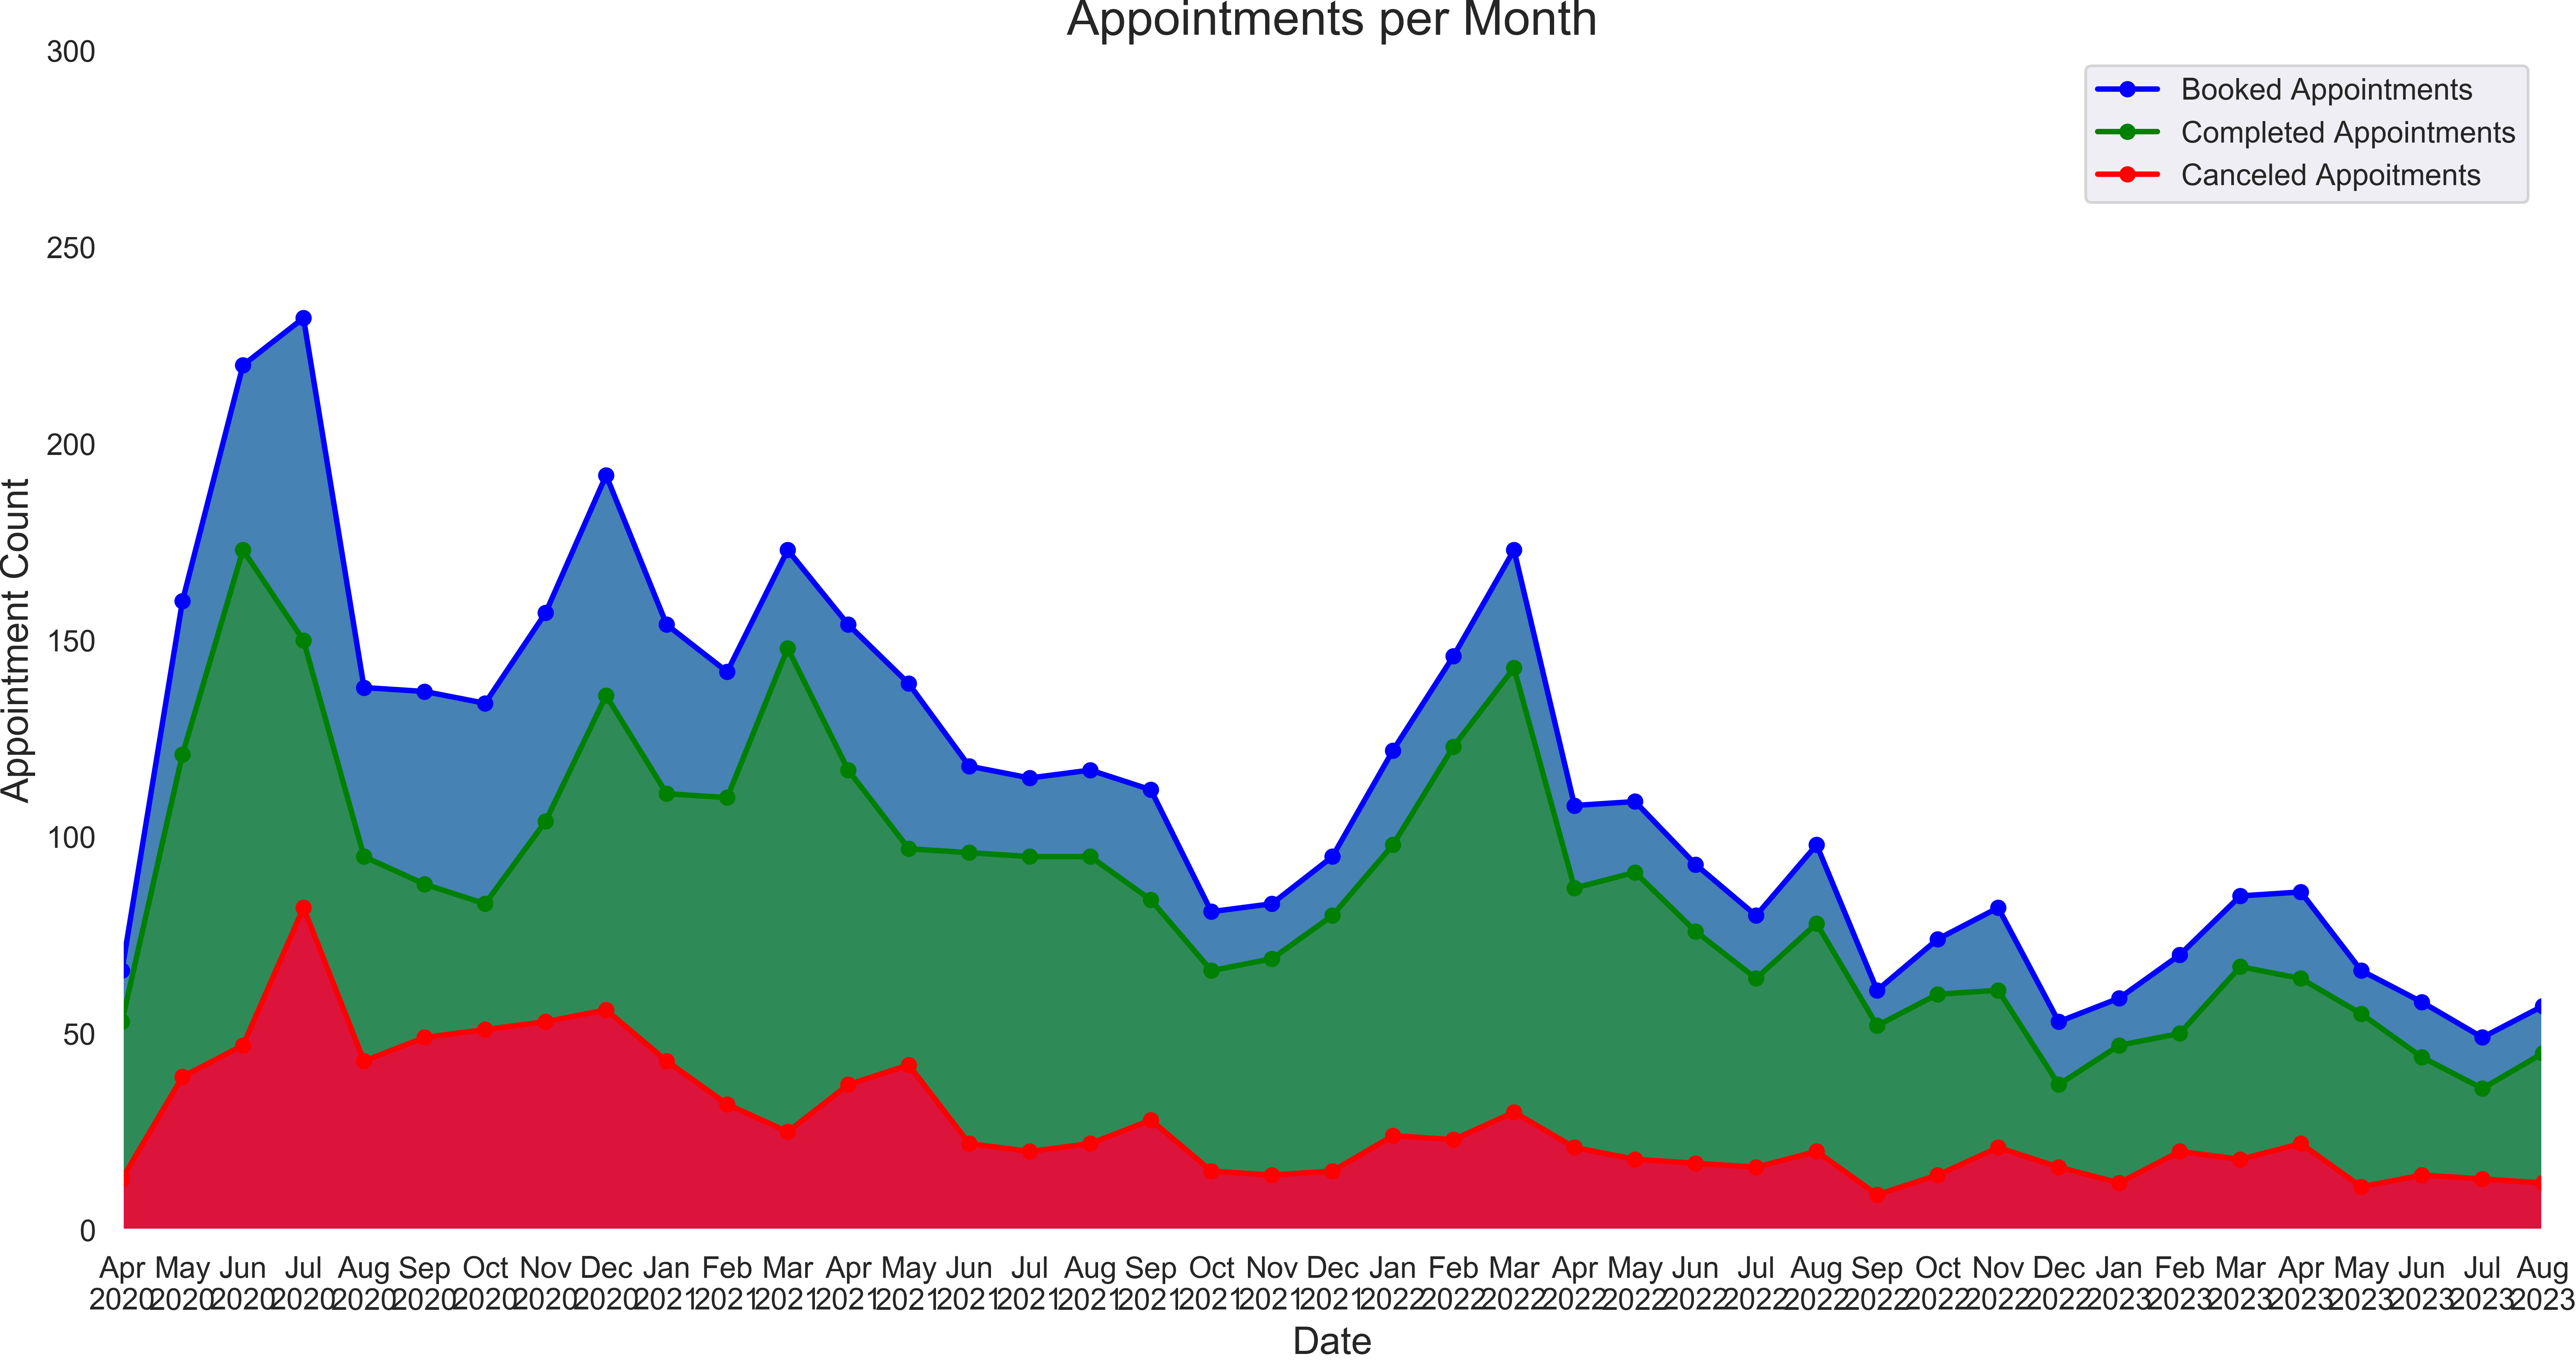 Appointments per Month
300
250
200
150
100
50
0
Appointment Count
Booked Appointments
Completed Appointments
Canceled Appoitments
Apr May Jun Jul Aug Sep Oct Nov Dec Jan Feb Mar Apr May Jun Jul Aug Sep Oct Nov Dec Jan Feb Mar Apr May Jun Jul Aug Sep Oct Nov Dec Jan Feb Mar Apr May Jun Jul Aug
2020 2020 2020 2020 2020 2020 2020 2020 2020 2021 2021 2021 2021 2021 2021 2021 2021 2021 2021 2021 2021 2022 2022 2022 2022 2022 2022 2022 2022 2022 2022 2022 2022 2023 2023 2023 2023 2023 2023 2023 2023
Date